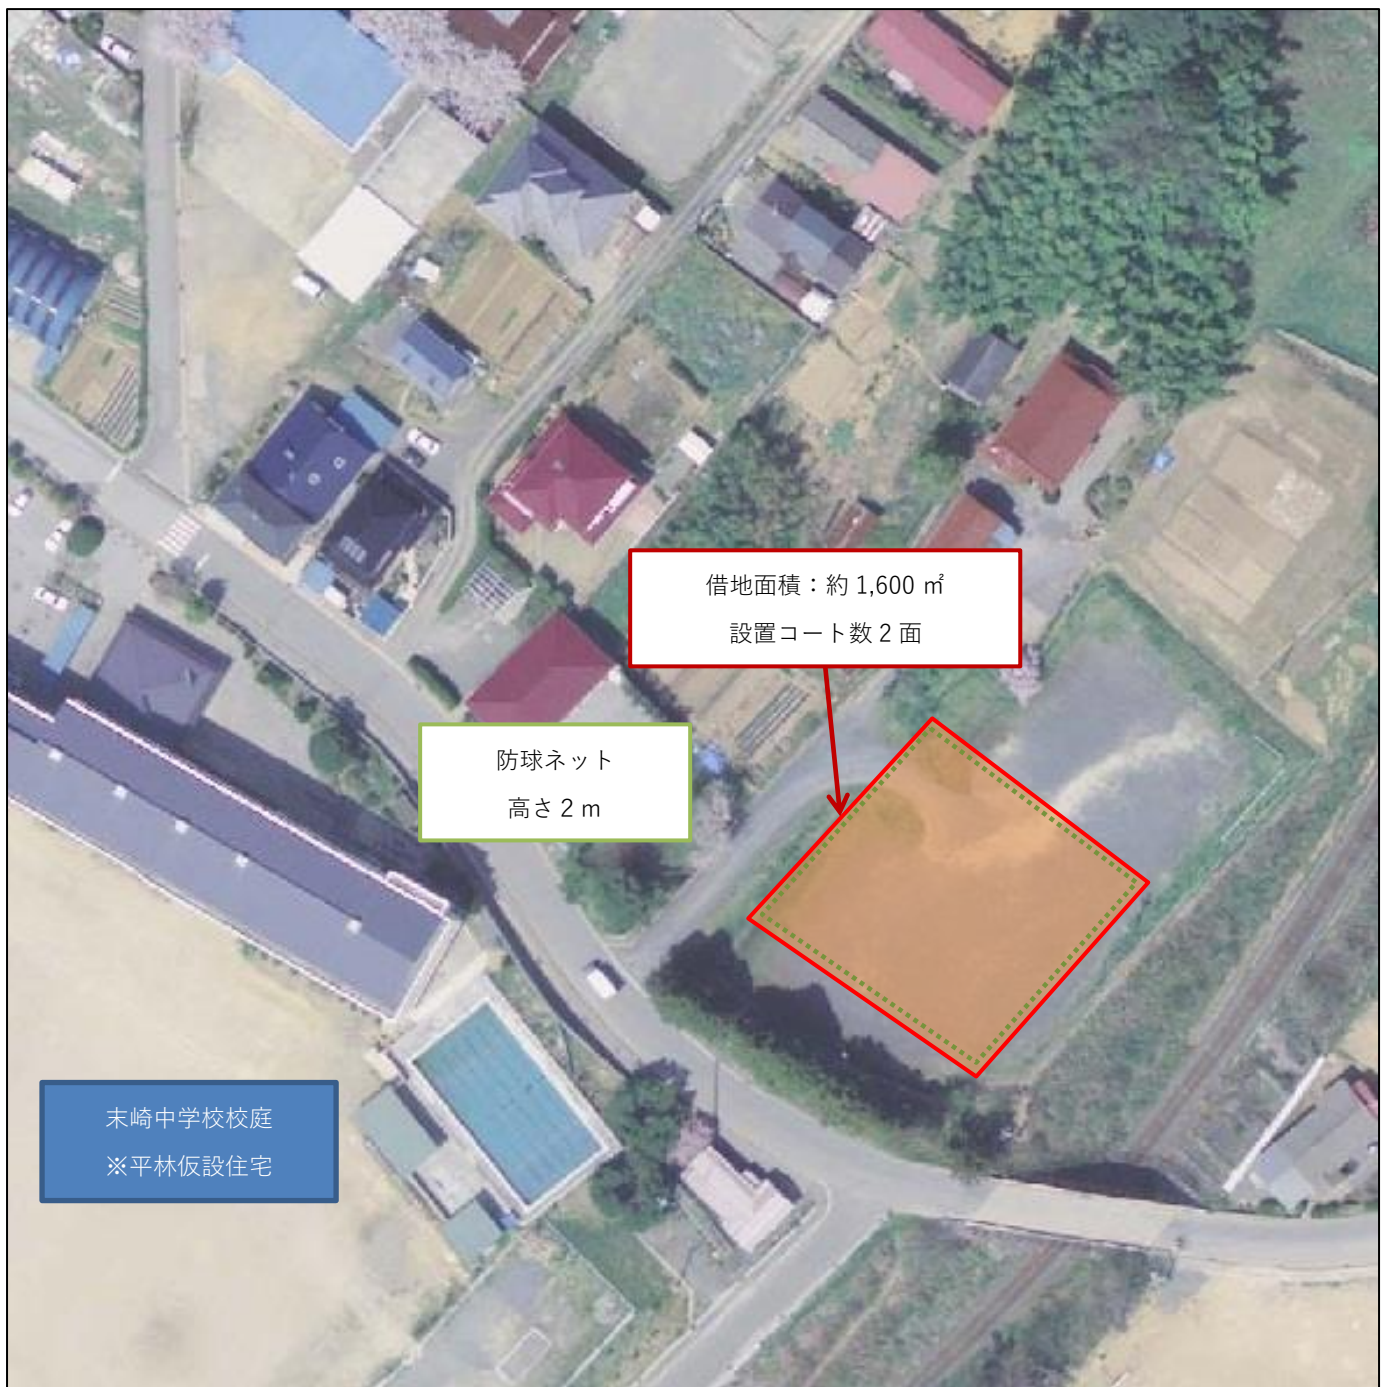 借地面積：約 1,600 ㎡
設置コート数 2 面
防球ネット
高さ 2 m
末崎中学校校庭
※平林仮設住宅